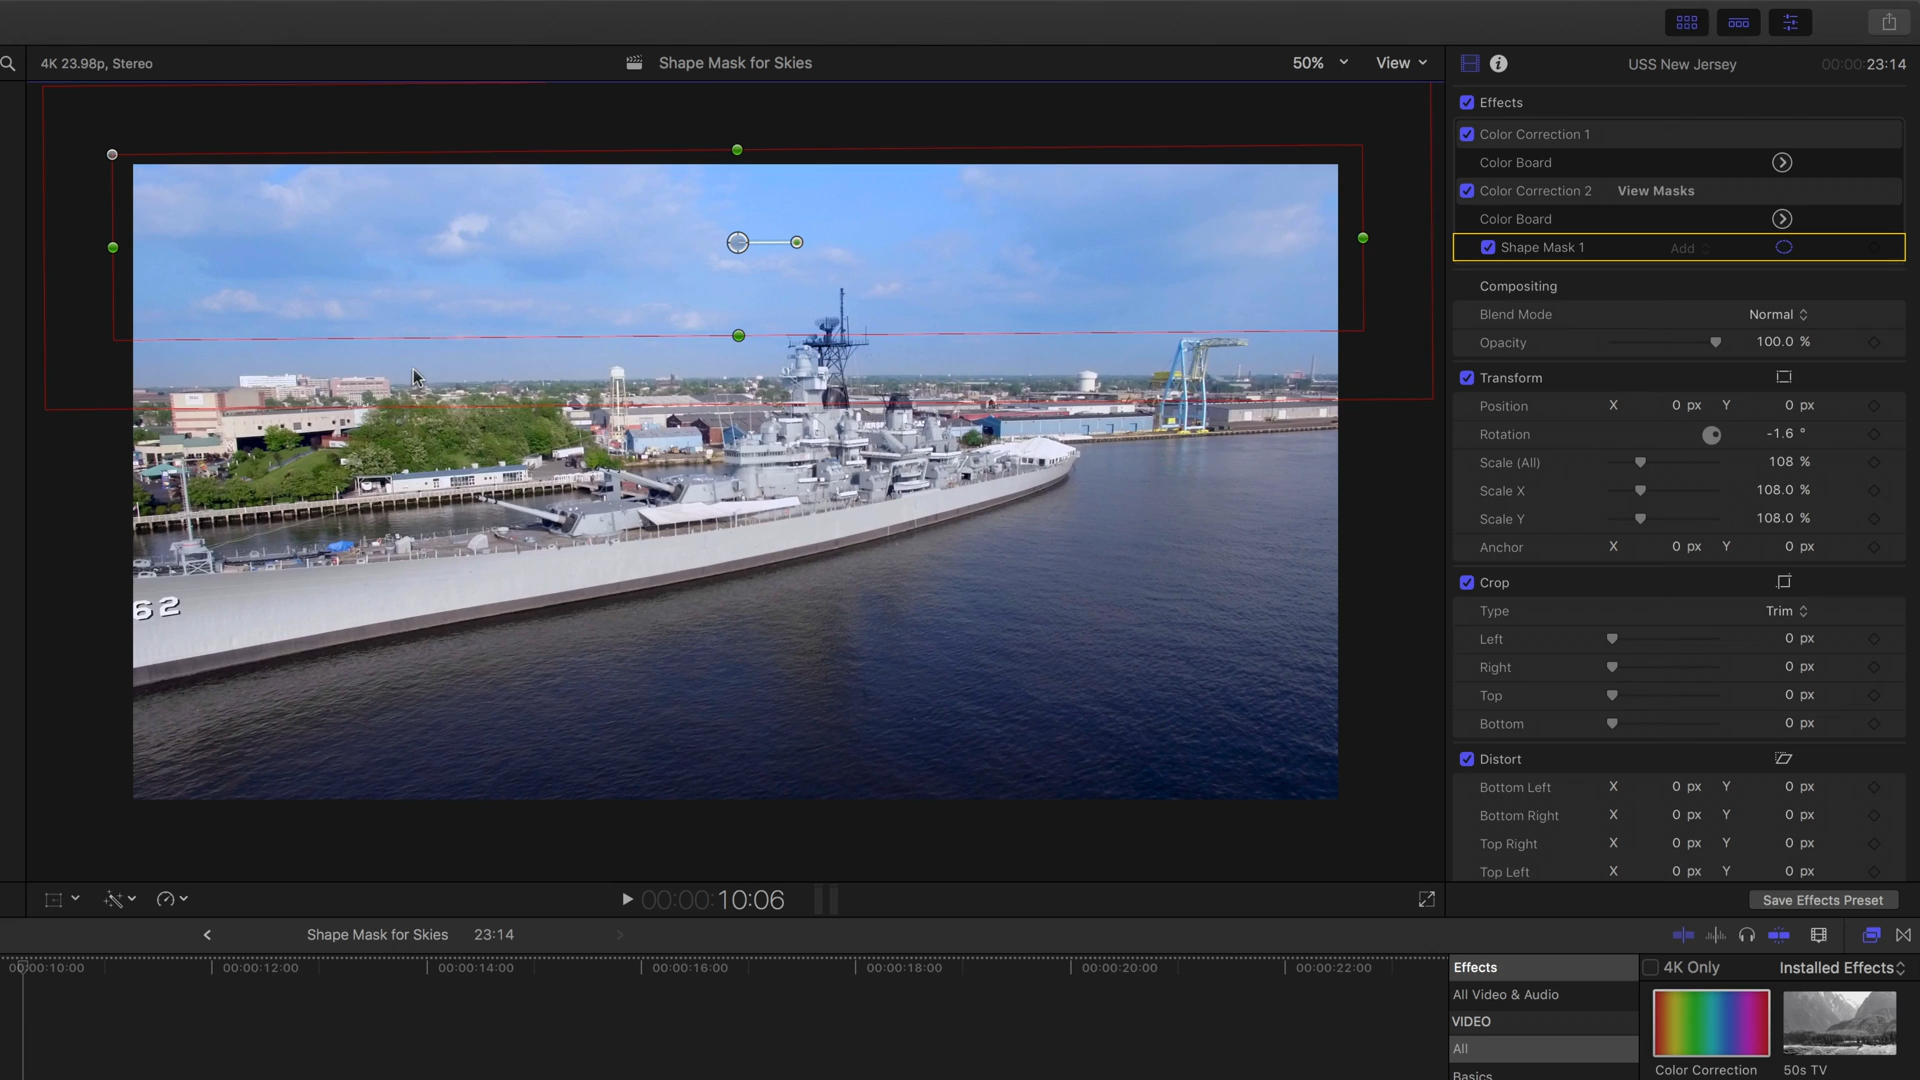 4K 23.98p, Stereo
Shape Mask for Skies
50%
View
USS New Jersey
00:00:23:14
Effects
Color Correction 1
Color Board
Color Correction 2
View Masks
Color Board
Shape Mask 1
Add
Compositing
Blend Mode
Normal
Opacity
100.0 %
Transform
Position
X
0 px
Y
0 px
Rotation
-1.6 °
Scale (All)
108 %
Scale X
108.0 %
Scale Y
108.0 %
Anchor
X
0 px
Y
0 px
Crop
Type
Trim
Left
0 px
Right
0 px
Top
0 px
Bottom
0 px
Distort
Bottom Left
X
0 px
Y
0 px
Bottom Right
X
0 px
Y
0 px
Top Right
X
0 px
Y
0 px
Top Left
X
0 px
Y
0 px
62
00:00:10:06
Save Effects Preset
Shape Mask for Skies
23:14
00:00:10:00
00:00:12:00
00:00:14:00
00:00:16:00
00:00:18:00
00:00:20:00
00:00:22:00
Effects
4K Only
Installed Effects
All Video & Audio
VIDEO
All
Basics
Color Correction
50s TV